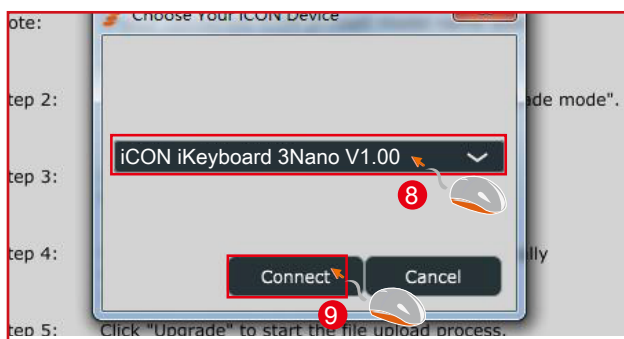 ote:
Choose Your ICON Device
tep 2:
ade mode".
iCON iKeyboard 3Nano V1.00
tep 3:
8
tep 4:
lly
Connect
Cancel
9
tep 5:
Click "Upgrade" to start the file upload process.